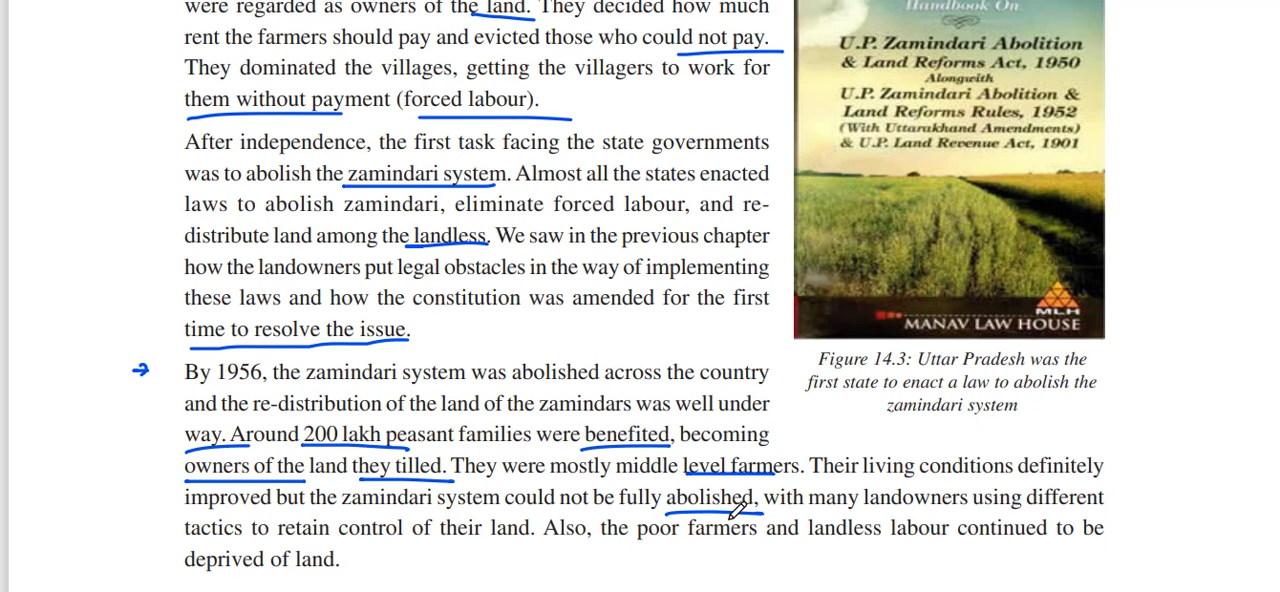 were regarded as owners of the land. They decided how much
rent the farmers should pay and evicted those who could not pay.
They dominated the villages, getting the villagers to work for
them without payment (forced labour).
After independence, the first task facing the state governments
was to abolish the zamindari system. Almost all the states enacted
laws to abolish zamindari, eliminate forced labour, and re-
distribute land among the landless. We saw in the previous chapter
how the landowners put legal obstacles in the way of implementing
these laws and how the constitution was amended for the first
time to resolve the issue.
By 1956, the zamindari system was abolished across the country
and the re-distribution of the land of the zamindars was well under
way. Around 200 lakh peasant families were benefited, becoming
owners of the land they tilled. They were mostly middle level farmers. Their living conditions definitely
improved but the zamindari system could not be fully abolished, with many landowners using different
tactics to retain control of their land. Also, the poor farmers and landless labour continued to be
deprived of land.
Handbook On
U.P. Zamindari Abolition
& Land Reforms Act, 1950
Alongwith
U.P. Zamindari Abolition &
Land Reforms Rules, 1952
(With Uttarakhand Amendments)
& U.P. Land Revenue Act, 1901
MLH
MANAV LAW HOUSE
Figure 14.3: Uttar Pradesh was the
first state to enact a law to abolish the
zamindari system